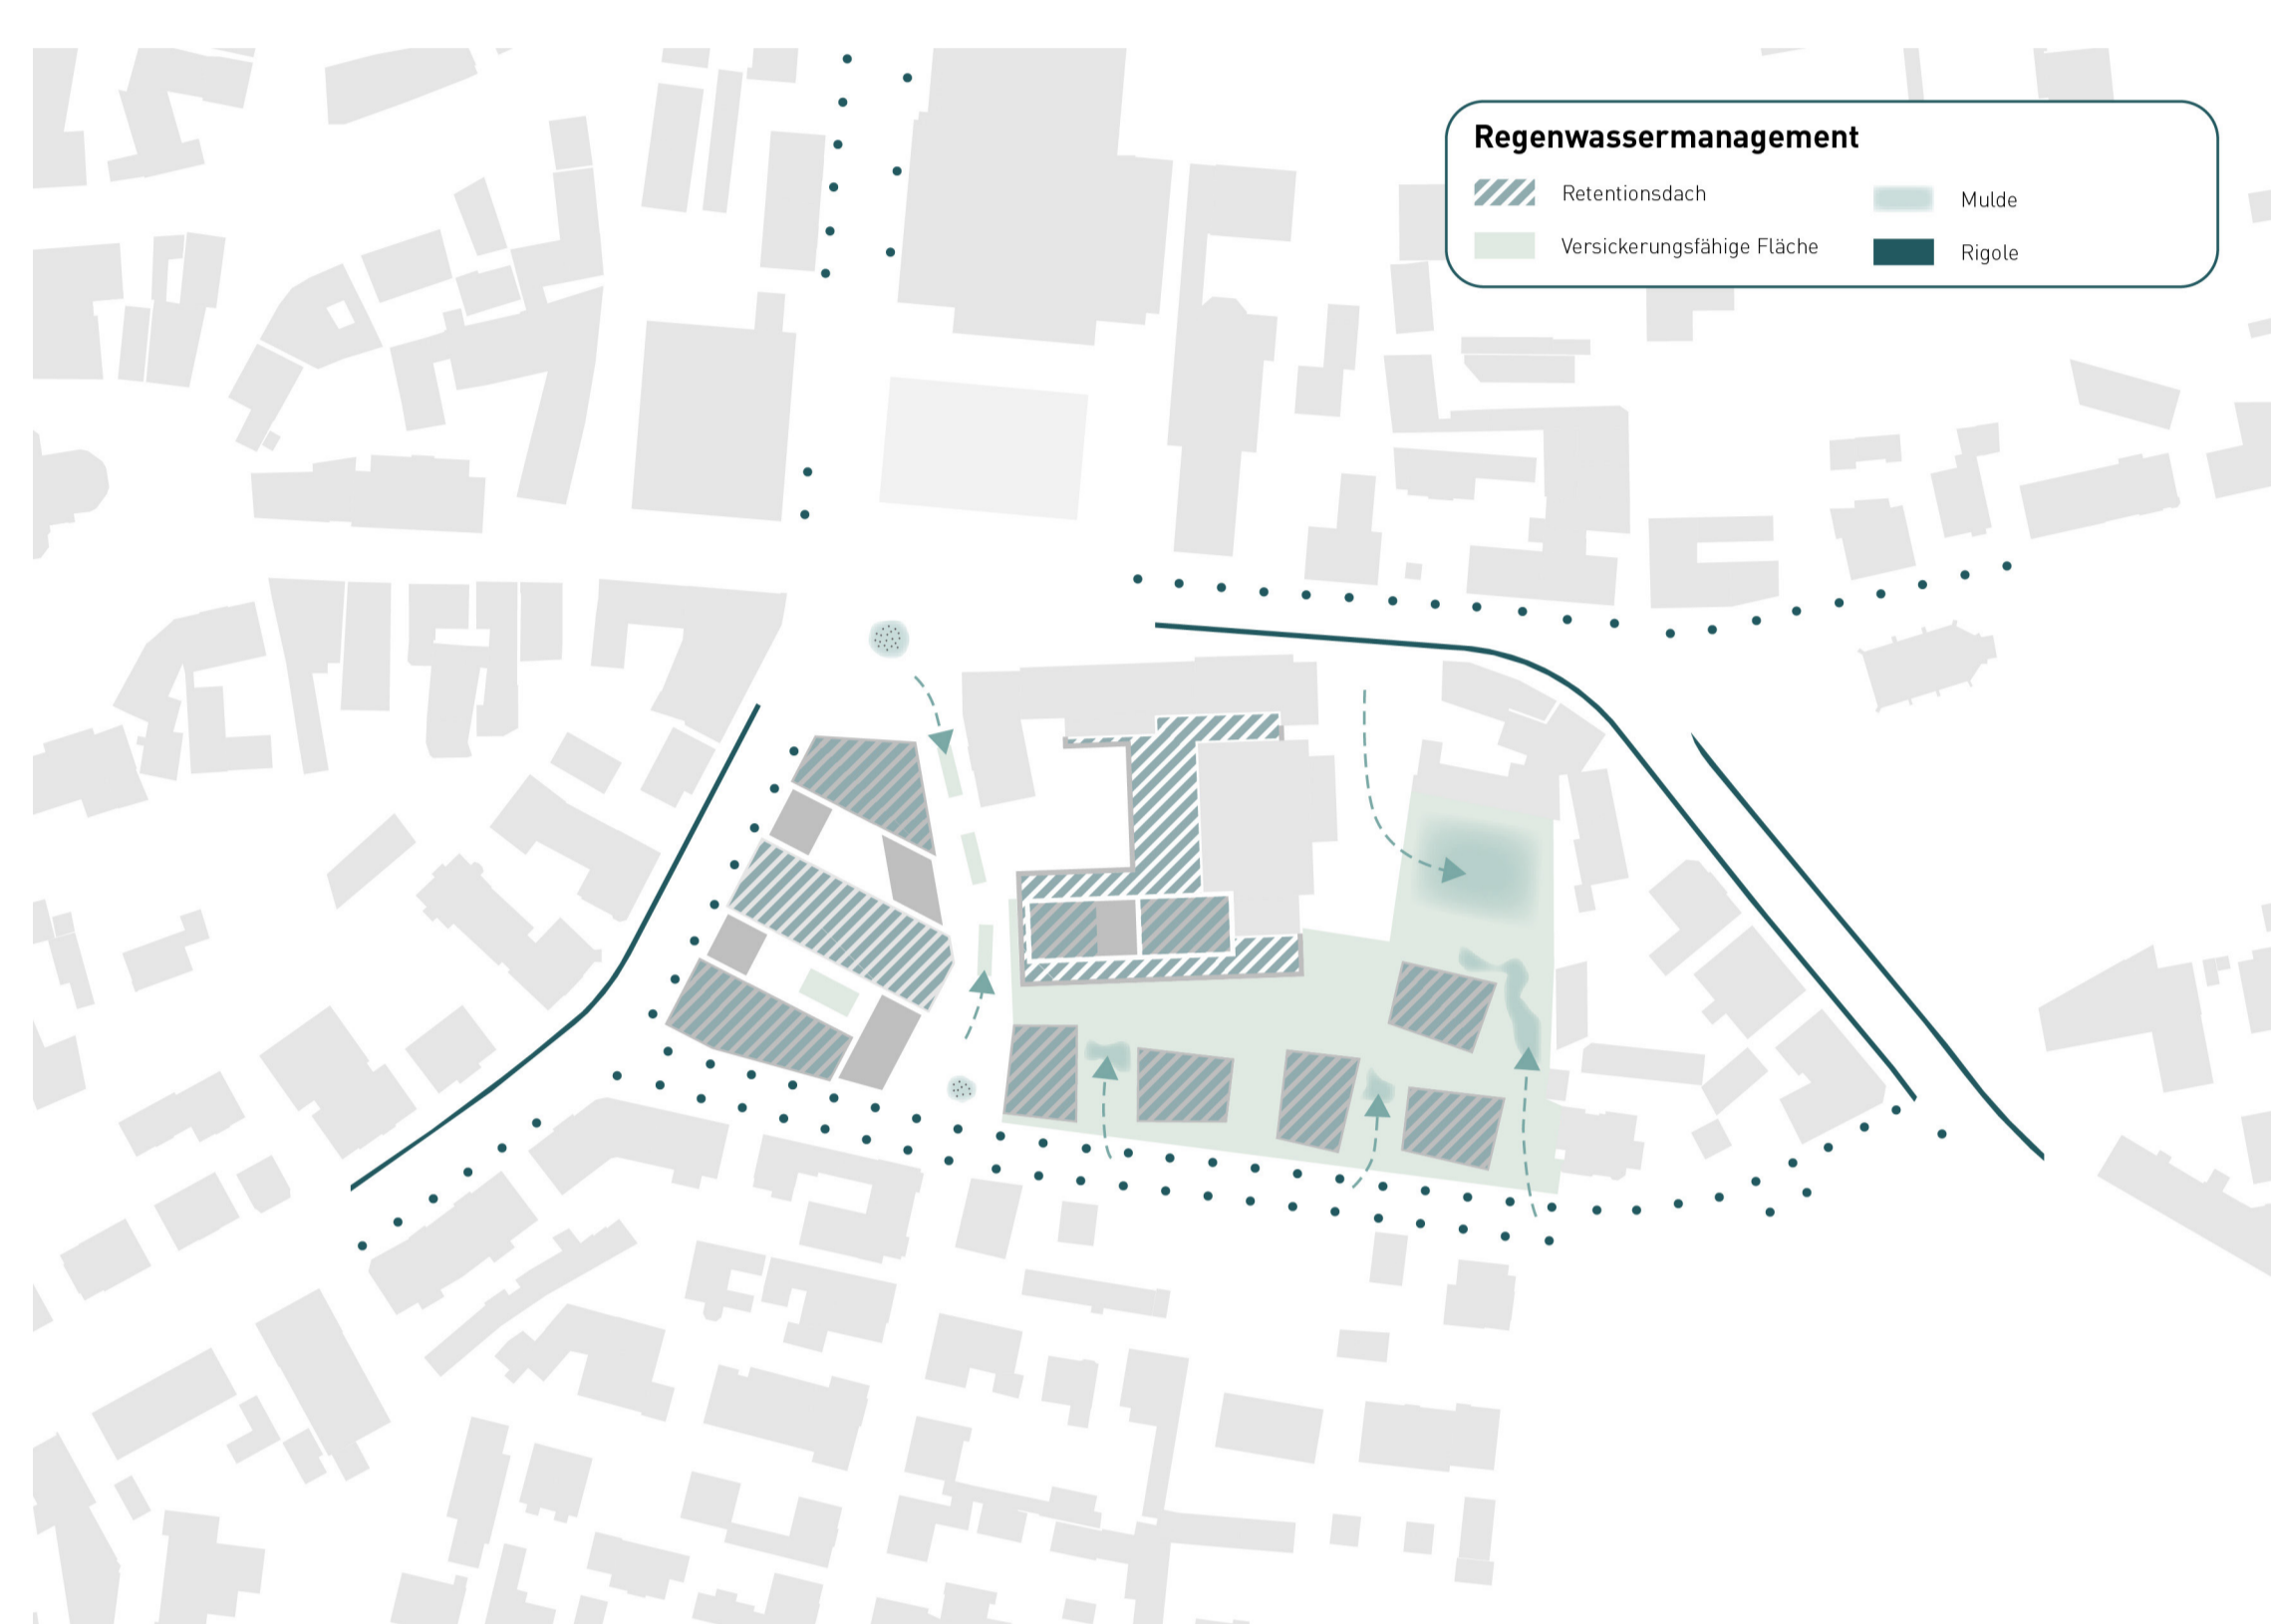 Regenwassermanagement
Retentionsdach
Versickerungsfähige Fläche
Mulde
Rigole